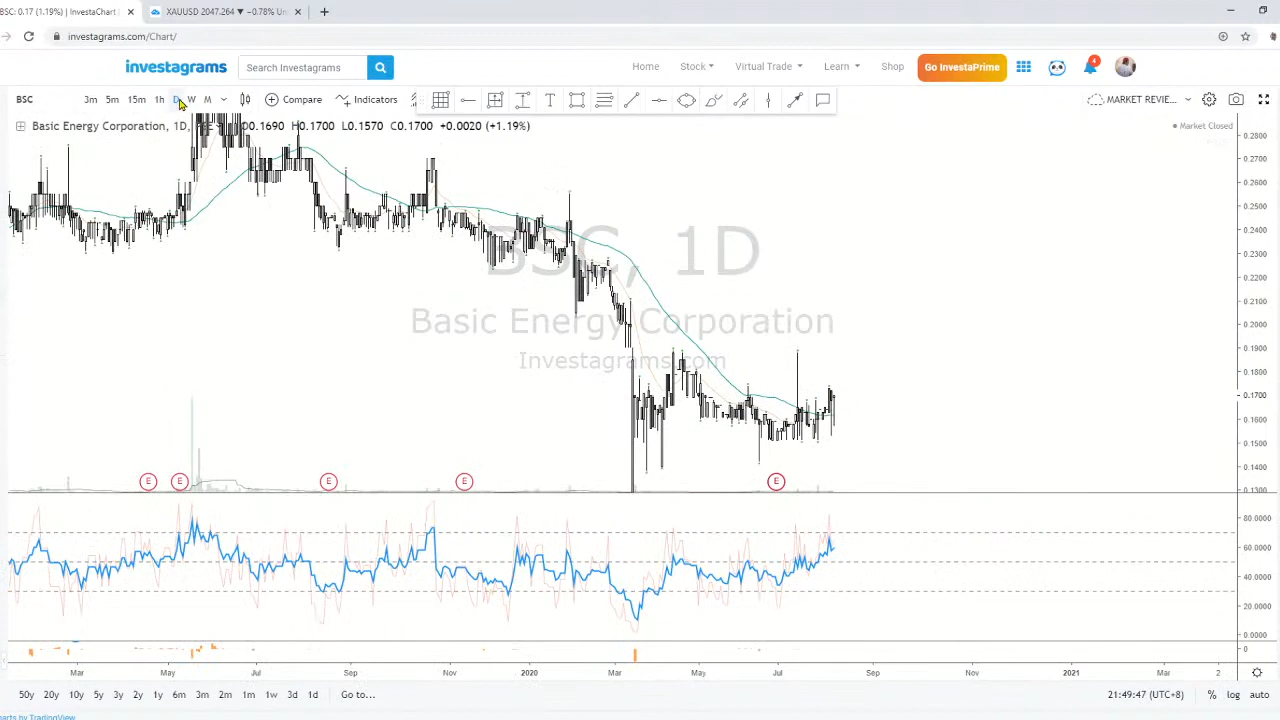 BSC: 0.17 (1.19%) — InvestaChart
XAUUSD 2047.264 ▼ −0.78% Un
investagrams.com/Chart/
investagrams
Search Investagrams
Home
Stock
Virtual Trade
Learn
Shop
Go InvestaPrime
4
BSC
3m 5m 15m 1h D W M
Compare
Indicators
MARKET REVIE...
Basic Energy Corporation, 1D,
O0.1690 H0.1700 L0.1570 C0.1700 +0.0020 (+1.19%)
Market Closed
BSC, 1D
Basic Energy Corporation
Investagrams.com
0.2800
0.2700
0.2600
0.2500
0.2400
0.2300
0.2200
0.2100
0.2000
0.1900
0.1800
0.1700
0.1600
0.1500
0.1400
0.1300
E E E E E
80.0000
60.0000
40.0000
20.0000
0.0000
0
Mar May Jul Sep Nov 2020 Mar May Jul Sep Nov 2021 Mar 2
50y 20y 10y 5y 3y 2y 1y 6m 3m 2m 1m 1w 3d 1d Go to...
21:49:47 (UTC+8) % log auto
arts by TradingView